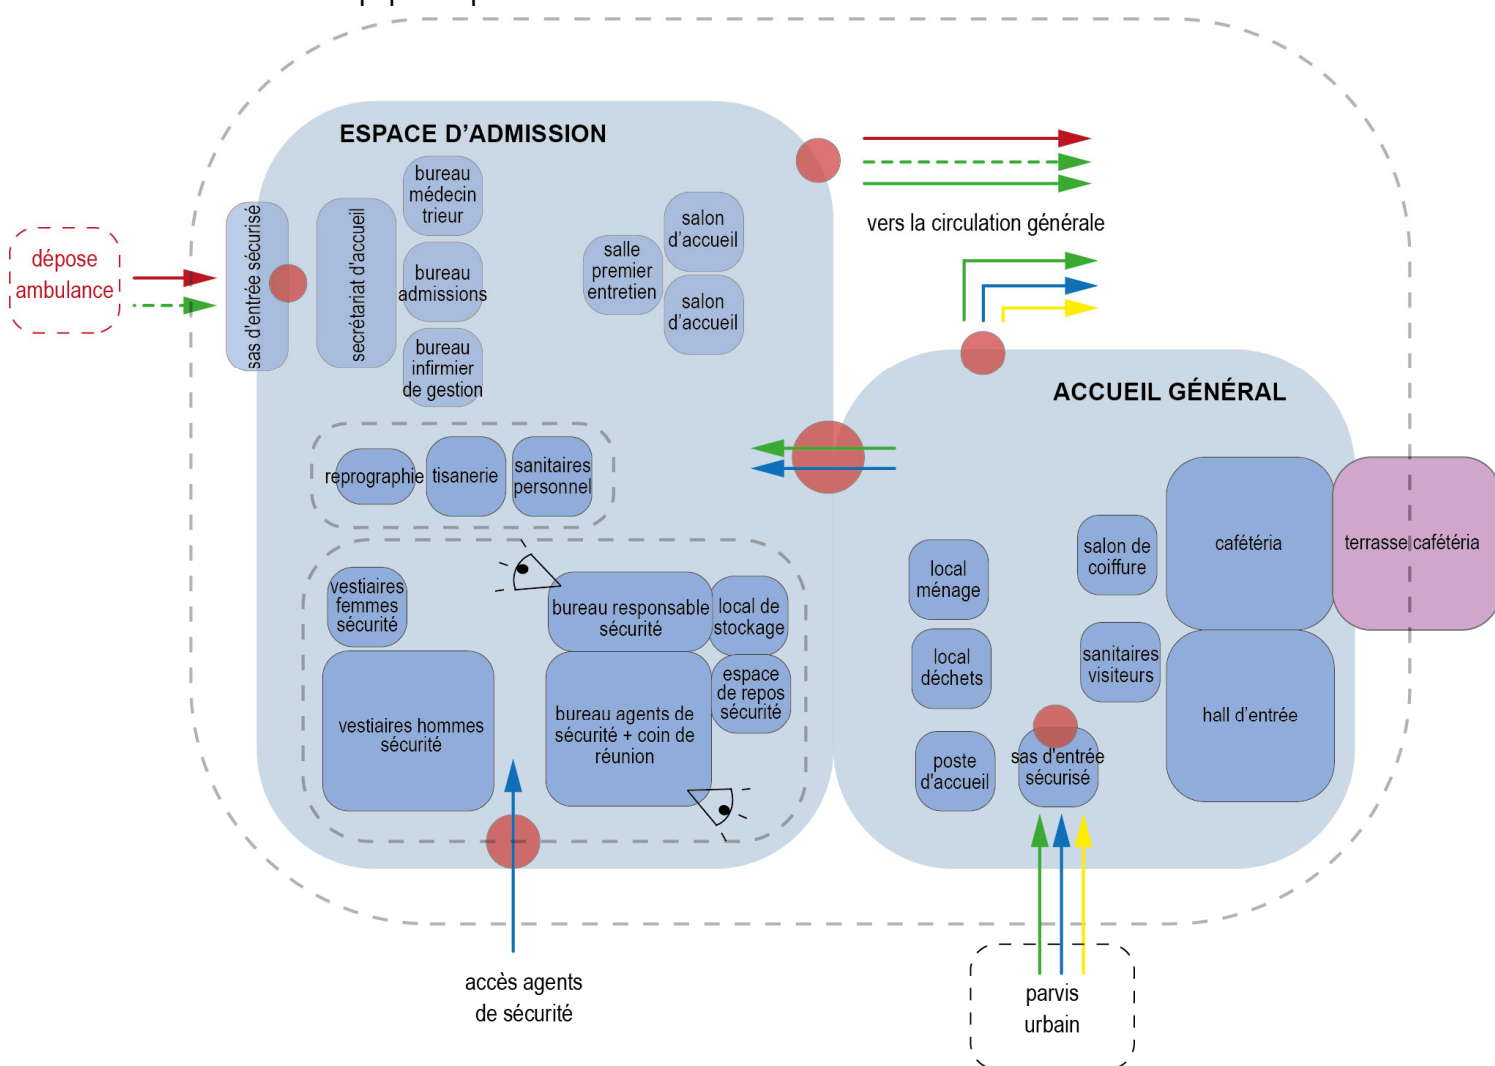 ESPACE D’ADMISSION
bureau
médecin
trieur
sas d'entrée sécurisé
secrétariat d'accueil
bureau
admissions
bureau
infirmier
de gestion
salle
premier
entretien
salon
d’accueil
salon
d’accueil
dépose
ambulance
vers la circulation générale
ACCUEIL GÉNÉRAL
reprographie
tisanerie
sanitaires
personnel
vestiaires
femmes
sécurité
vestiaires hommes
sécurité
bureau responsable
sécurité
local de
stockage
bureau agents de
sécurité + coin de
réunion
espace
de repos
sécurité
local
ménage
local
déchets
poste
d'accueil
salon de
coiffure
sanitaires
visiteurs
sas d'entrée
sécurisé
cafétéria
terrasse cafétéria
hall d’entrée
accès agents
de sécurité
parvis
urbain